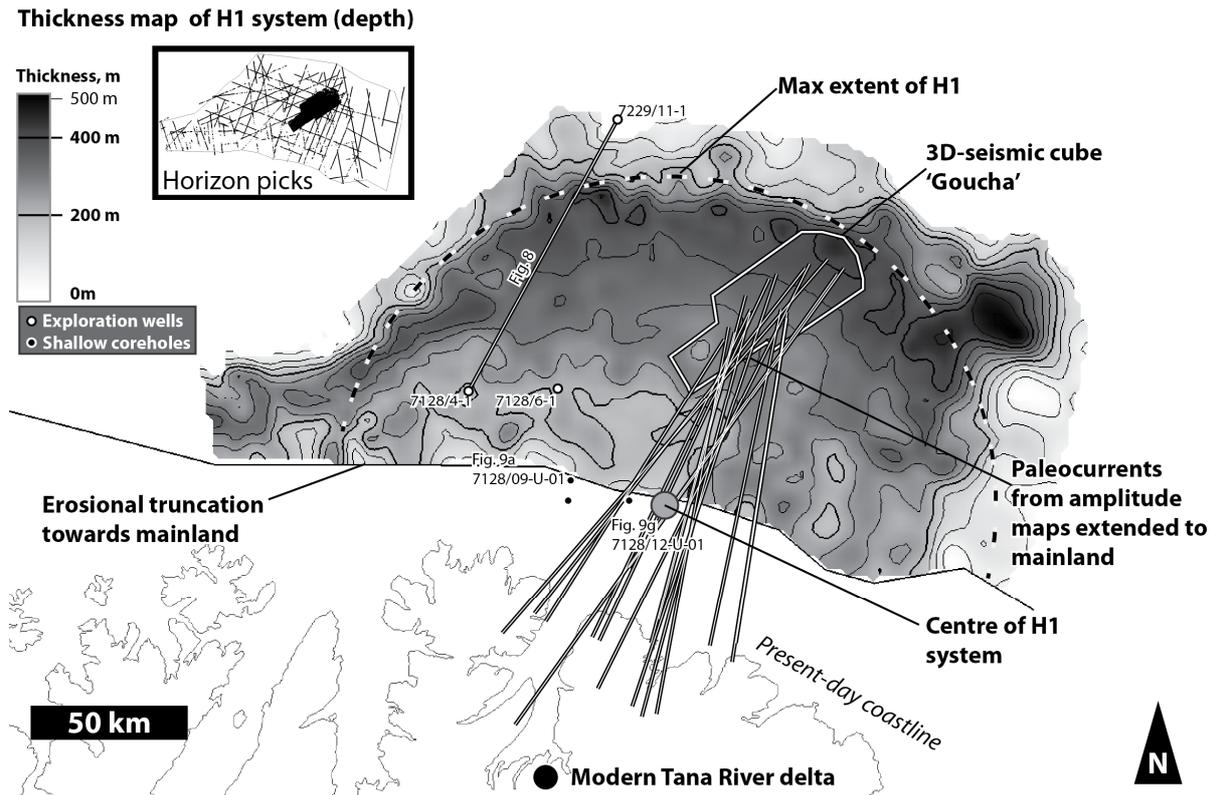 Thickness map of H1 system (depth)
Thickness, m
500 m
400 m
200 m
0m
Horizon picks
Exploration wells
Shallow coreholes
7229/11-1
Max extent of H1
3D-seismic cube
‘Goucha’
Fig. 8
7128/4-1
7128/6-1
Fig. 9a
7128/09-U-01
Fig. 9g
7128/12-U-01
Erosional truncation
towards mainland
Paleocurrents
from amplitude
maps extended to
mainland
Centre of H1
system
Present-day coastline
50 km
Modern Tana River delta
N